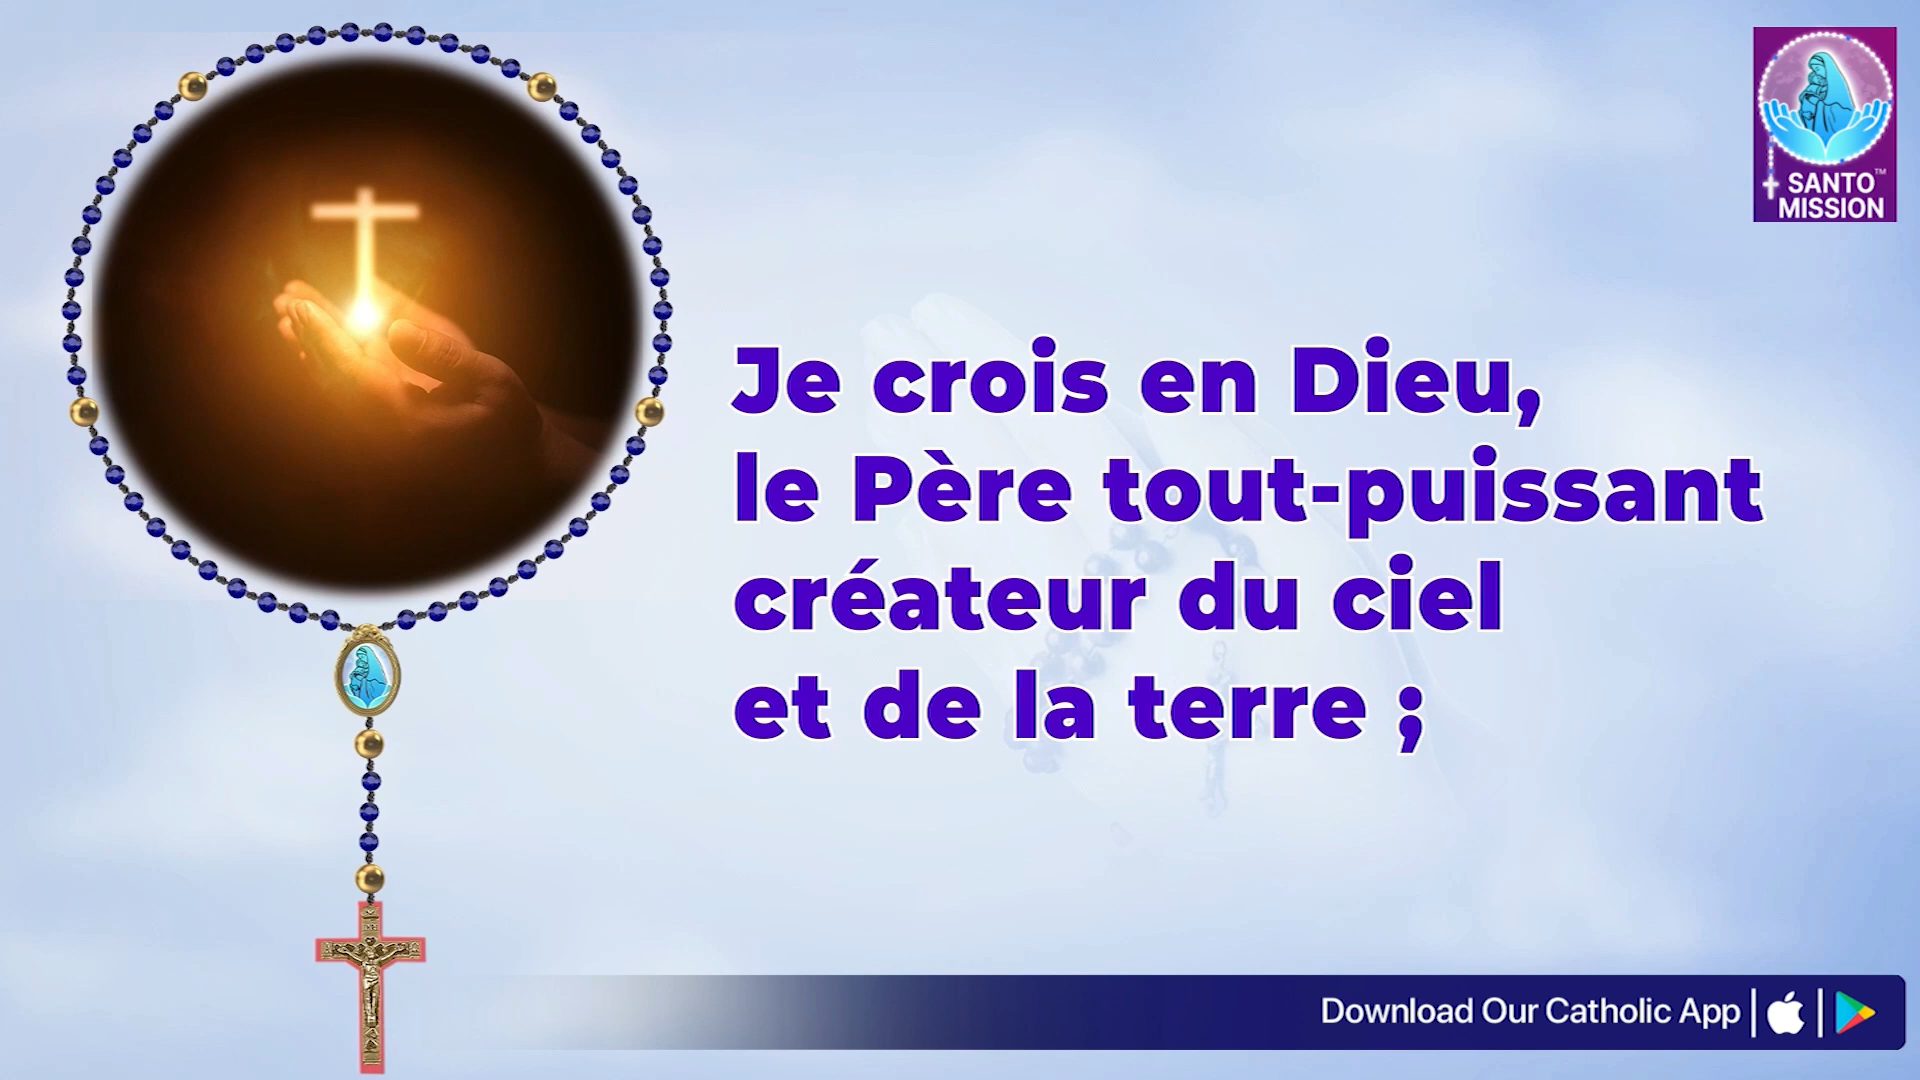 SANTO™
MISSION
Je crois en Dieu,
le Père tout-puissant
créateur du ciel
et de la terre ;
Download Our Catholic App